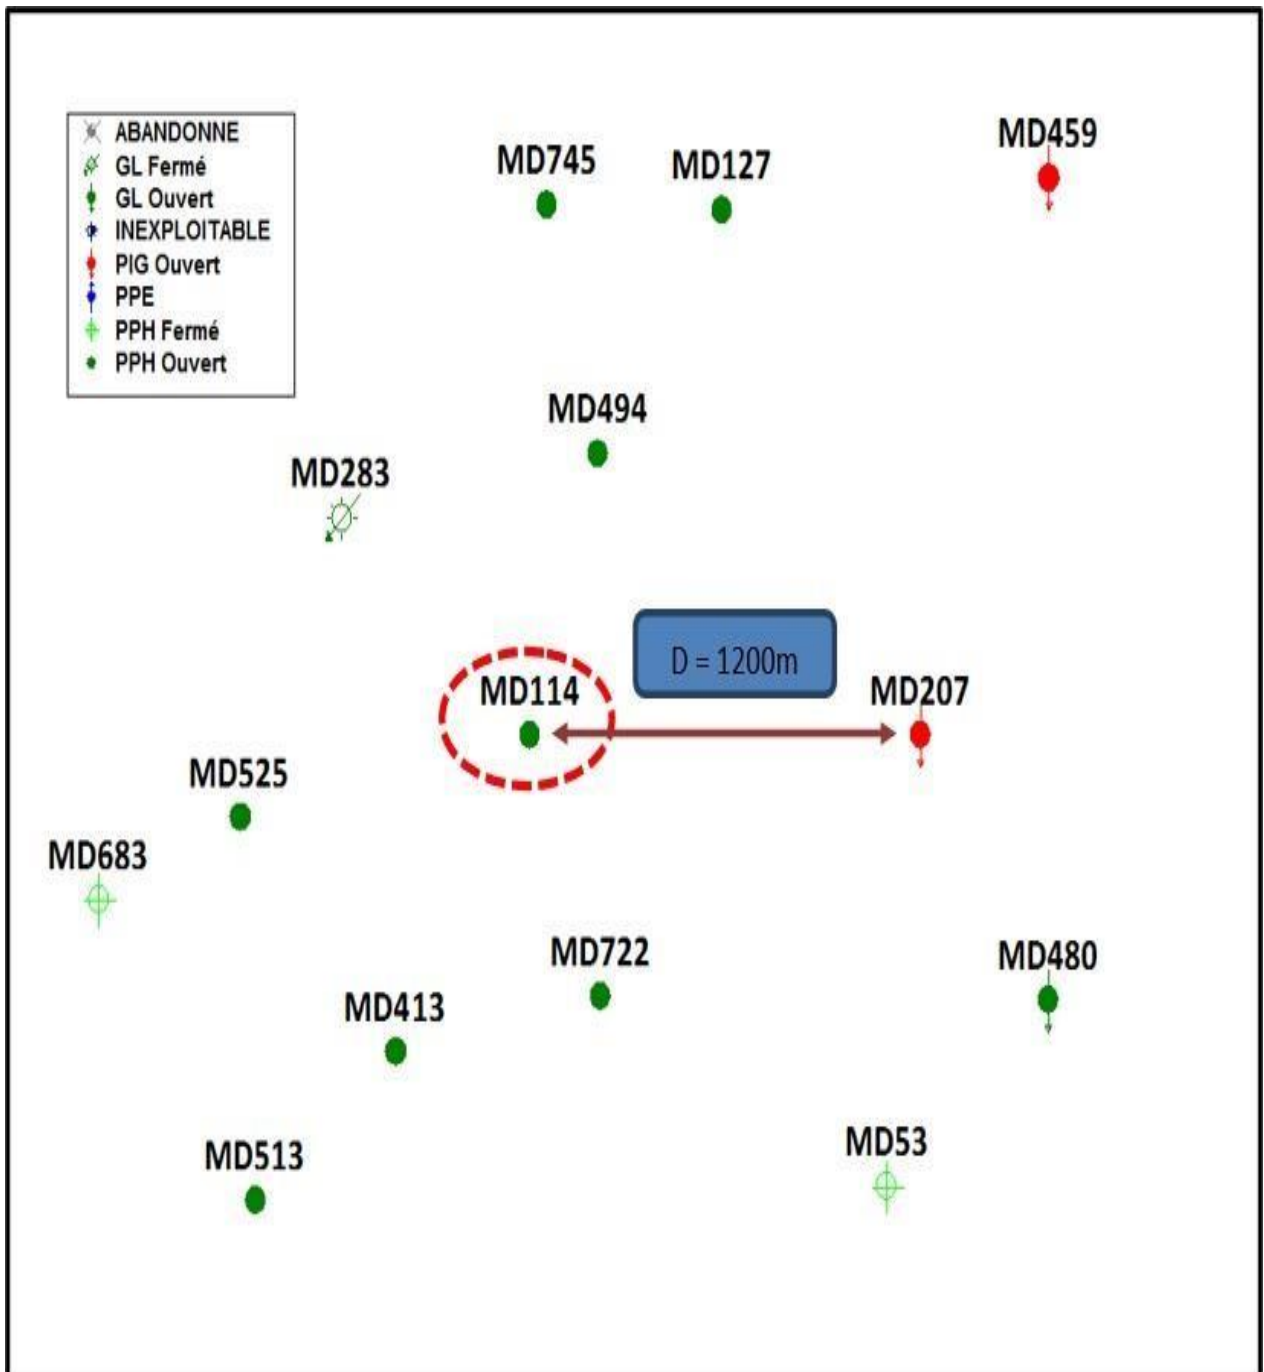 ABANDONNE
GL Fermé
GL Ouvert
INEXPLOITABLE
PIG Ouvert
PPE
PPH Fermé
PPH Ouvert
MD459
MD745
MD127
MD494
MD283
D = 1200m
MD114
MD207
MD525
MD683
MD722
MD480
MD413
MD53
MD513